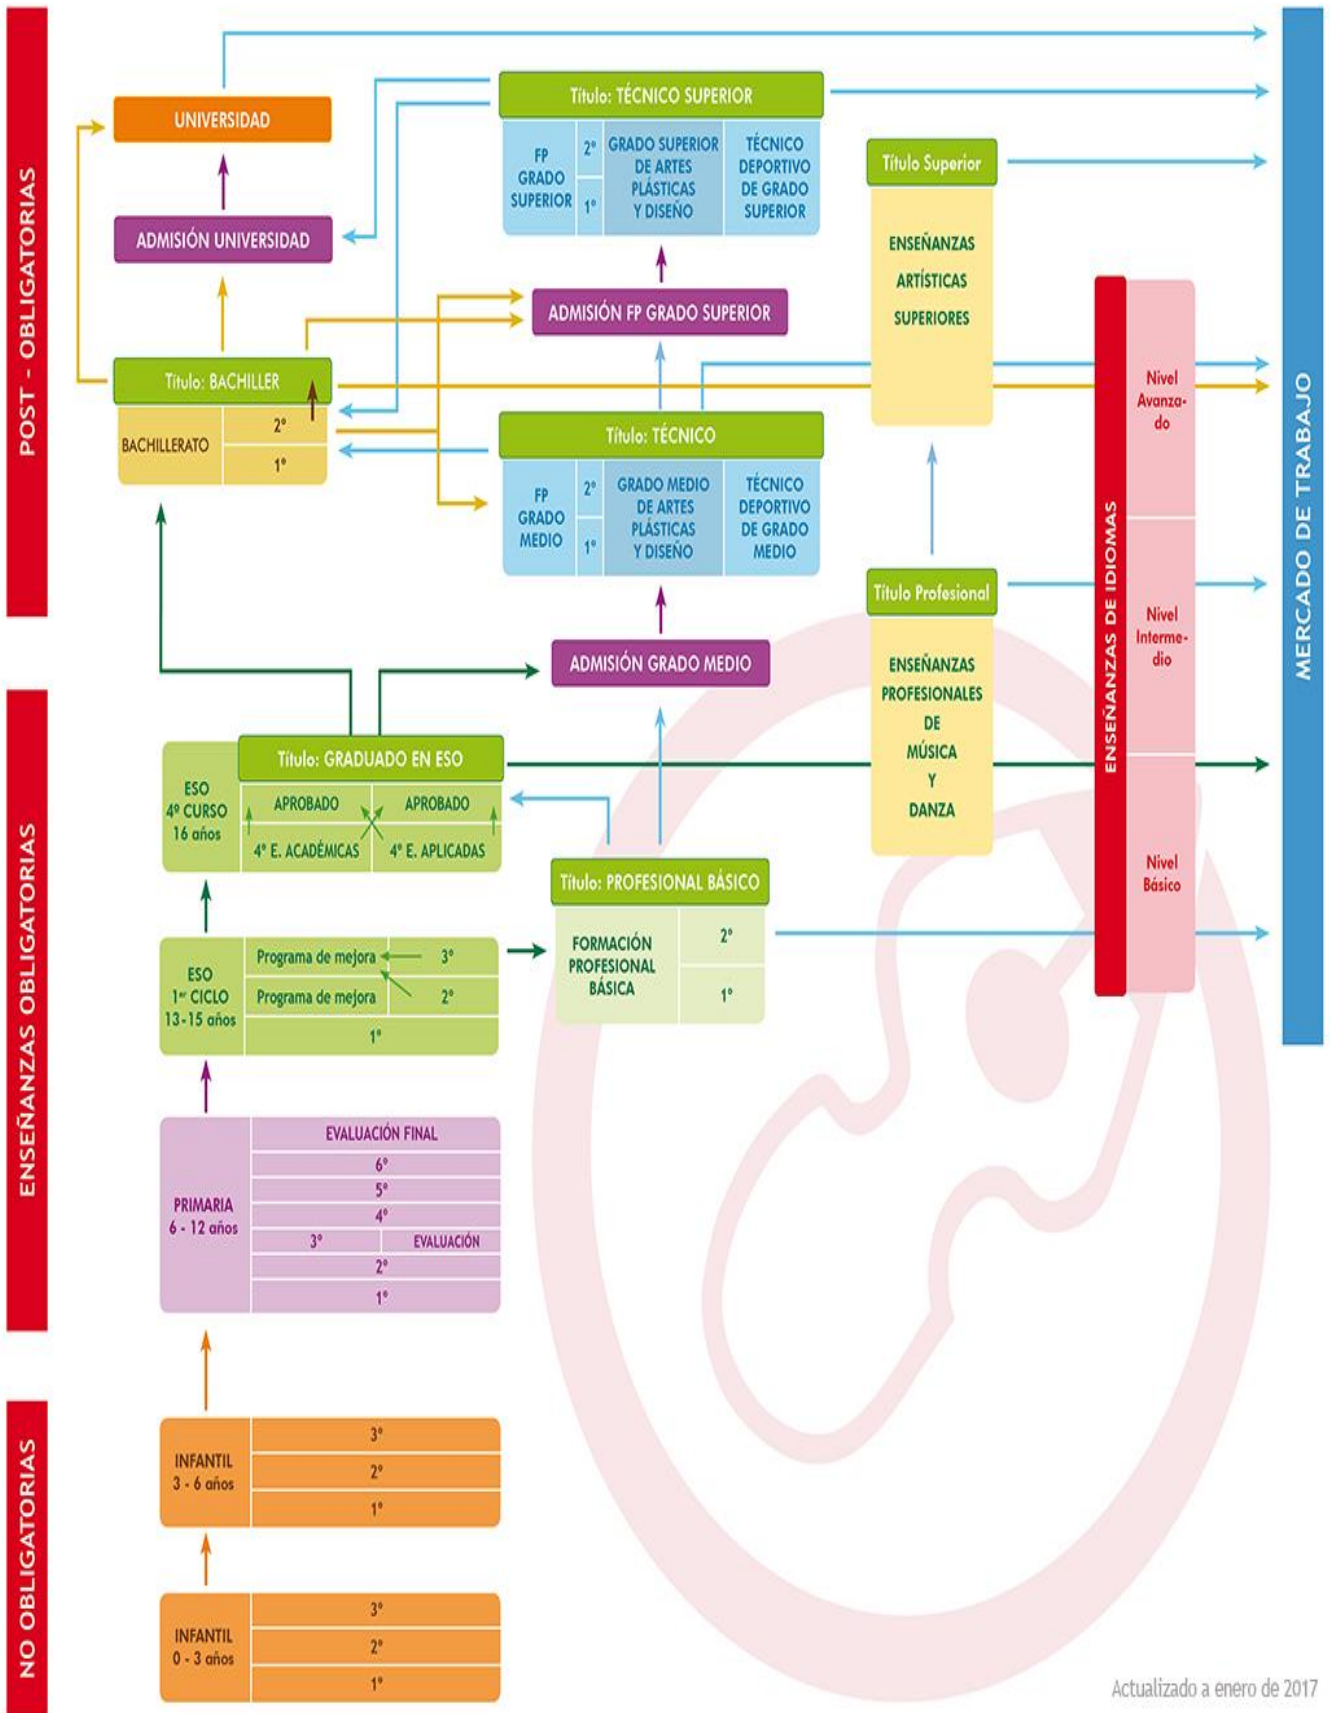 POST - OBLIGATORIAS
ENSEÑANZAS OBLIGATORIAS
NO OBLIGATORIAS
UNIVERSIDAD
ADMISIÓN UNIVERSIDAD
Título: BACHILLER
BACHILLERATO
2º
1º
Título: TÉCNICO SUPERIOR
FP
GRADO
SUPERIOR
2º
1º
GRADO SUPERIOR
DE ARTES
PLÁSTICAS
Y DISEÑO
TÉCNICO
DEPORTIVO
DE GRADO
SUPERIOR
ADMISIÓN FP GRADO SUPERIOR
Título: TÉCNICO
FP
GRADO
MEDIO
2º
1º
GRADO MEDIO
DE ARTES
PLÁSTICAS
Y DISEÑO
TÉCNICO
DEPORTIVO
DE GRADO
MEDIO
ADMISIÓN GRADO MEDIO
Título Superior
ENSEÑANZAS
ARTÍSTICAS
SUPERIORES
Título Profesional
ENSEÑANZAS
PROFESIONALES
DE
MÚSICA
Y
DANZA
ENSEÑANZAS DE IDIOMAS
Nivel
Avanza-
do
Nivel
Interme-
dio
Nivel
Básico
MERCADO DE TRABAJO
ESO
4º CURSO
16 años
Título: GRADUADO EN ESO
APROBADO
APROBADO
4º E. ACADÉMICAS
4º E. APLICADAS
Título: PROFESIONAL BÁSICO
FORMACIÓN
PROFESIONAL
BÁSICA
2º
1º
ESO
1er CICLO
13-15 años
Programa de mejora
3º
Programa de mejora
2º
1º
PRIMARIA
6 - 12 años
EVALUACIÓN FINAL
6º
5º
4º
3º
EVALUACIÓN
2º
1º
INFANTIL
3 - 6 años
3º
2º
1º
INFANTIL
0 - 3 años
3º
2º
1º
Actualizado a enero de 2017